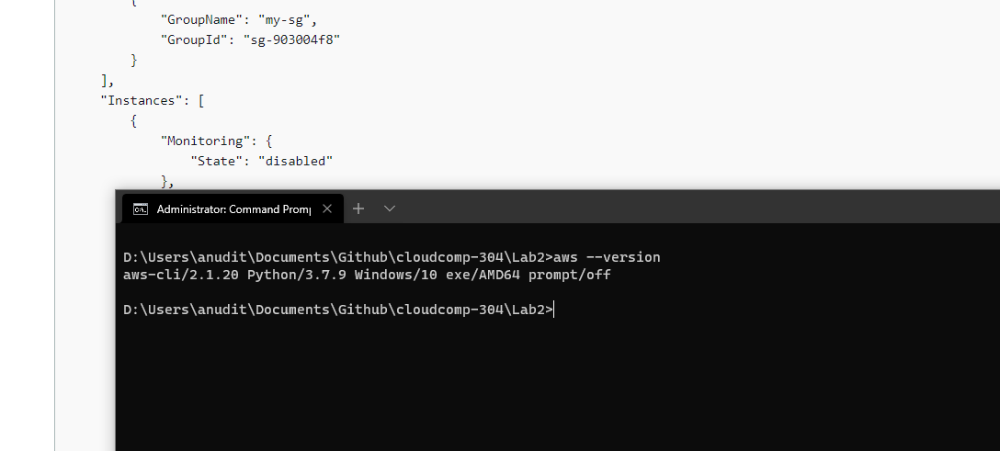 {
"GroupName": "my-sg",
"GroupId": "sg-903004f8"
}
],
"Instances": [
{
"Monitoring": {
"State": "disabled"
},
Administrator: Command Promp
D:\Users\anudit\Documents\Github\cloudcomp-304\Lab2>aws --version
aws-cli/2.1.20 Python/3.7.9 Windows/10 exe/AMD64 prompt/off
D:\Users\anudit\Documents\Github\cloudcomp-304\Lab2>